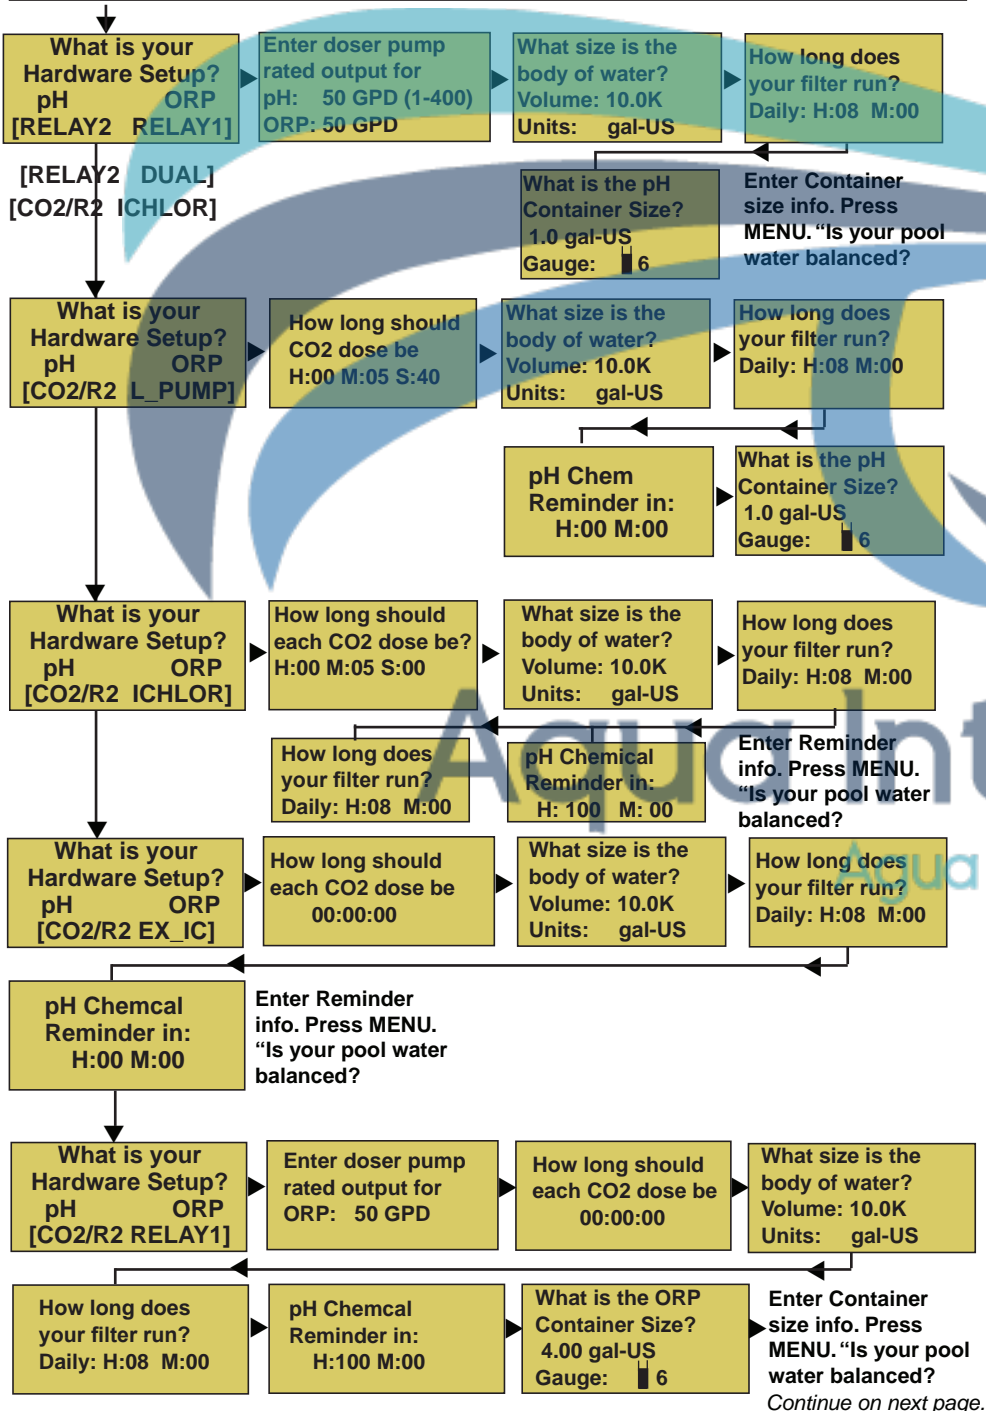 What is your
Hardware Setup?
pH ORP
[RELAY2 RELAY1]
Enter doser pump
rated output for
pH: 50 GPD (1-400)
ORP: 50 GPD
What size is the
body of water?
Volume: 10.0K
Units: gal-US
How long does
your filter run?
Daily: H:08 M:00
[RELAY2 DUAL]
[CO2/R2 ICHLOR]
What is the pH
Container Size?
1.0 gal-US
Gauge: 6
Enter Container
size info. Press
MENU. “Is your pool
water balanced?
What is your
Hardware Setup?
pH ORP
[CO2/R2 L_PUMP]
How long should
CO2 dose be
H:00 M:05 S:40
What size is the
body of water?
Volume: 10.0K
Units: gal-US
How long does
your filter run?
Daily: H:08 M:00
pH Chem
Reminder in:
H:00 M:00
What is the pH
Container Size?
1.0 gal-US
Gauge: 6
What is your
Hardware Setup?
pH ORP
[CO2/R2 ICHLOR]
How long should
each CO2 dose be?
H:00 M:05 S:00
What size is the
body of water?
Volume: 10.0K
Units: gal-US
How long does
your filter run?
Daily: H:08 M:00
Aqua Int
How long does
your filter run?
Daily: H:08 M:00
pH Chemical
Reminder in:
H: 100 M: 00
Enter Reminder
info. Press MENU.
“Is your pool water
balanced?
What is your
Hardware Setup?
pH ORP
[CO2/R2 EX_IC]
How long should
each CO2 dose be
00:00:00
What size is the
body of water?
Volume: 10.0K
Units: gal-US
How long does
your filter run?
Daily: H:08 M:00
Aqua
pH Chemcal
Reminder in:
H:00 M:00
Enter Reminder
info. Press MENU.
“Is your pool water
balanced?
What is your
Hardware Setup?
pH ORP
[CO2/R2 RELAY1]
Enter doser pump
rated output for
ORP: 50 GPD
How long should
each CO2 dose be
00:00:00
What size is the
body of water?
Volume: 10.0K
Units: gal-US
How long does
your filter run?
Daily: H:08 M:00
pH Chemcal
Reminder in:
H:100 M:00
What is the ORP
Container Size?
4.00 gal-US
Gauge: 6
Enter Container
size info. Press
MENU. “Is your pool
water balanced?
Continue on next page.